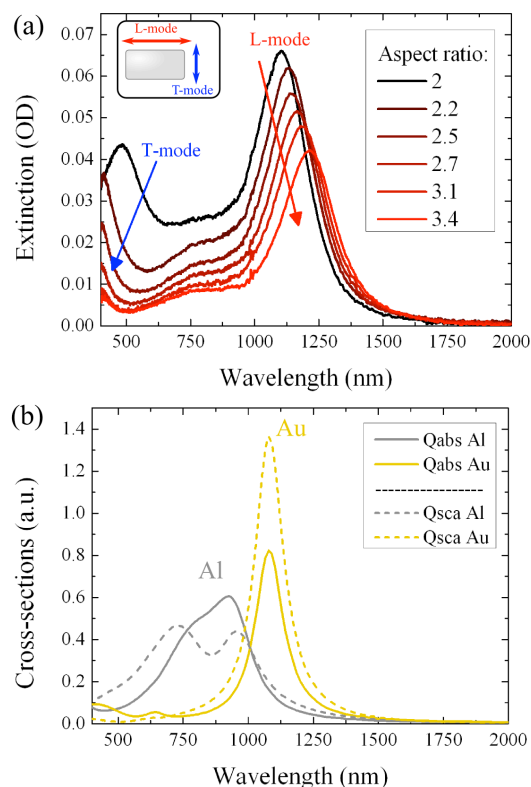 (a)
L-mode
T-mode
L-mode
T-mode
Aspect ratio:
2
2.2
2.5
2.7
3.1
3.4
Extinction (OD)
0.07
0.06
0.05
0.04
0.03
0.02
0.01
0.00
500 750 1000 1250 1500 1750 2000
Wavelength (nm)
(b)
Au
Al
Qabs Al
Qabs Au
Qsca Al
Qsca Au
Cross-sections (a.u.)
1.4
1.2
1.0
0.8
0.6
0.4
0.2
0.0
500 750 1000 1250 1500 1750 2000
Wavelength (nm)